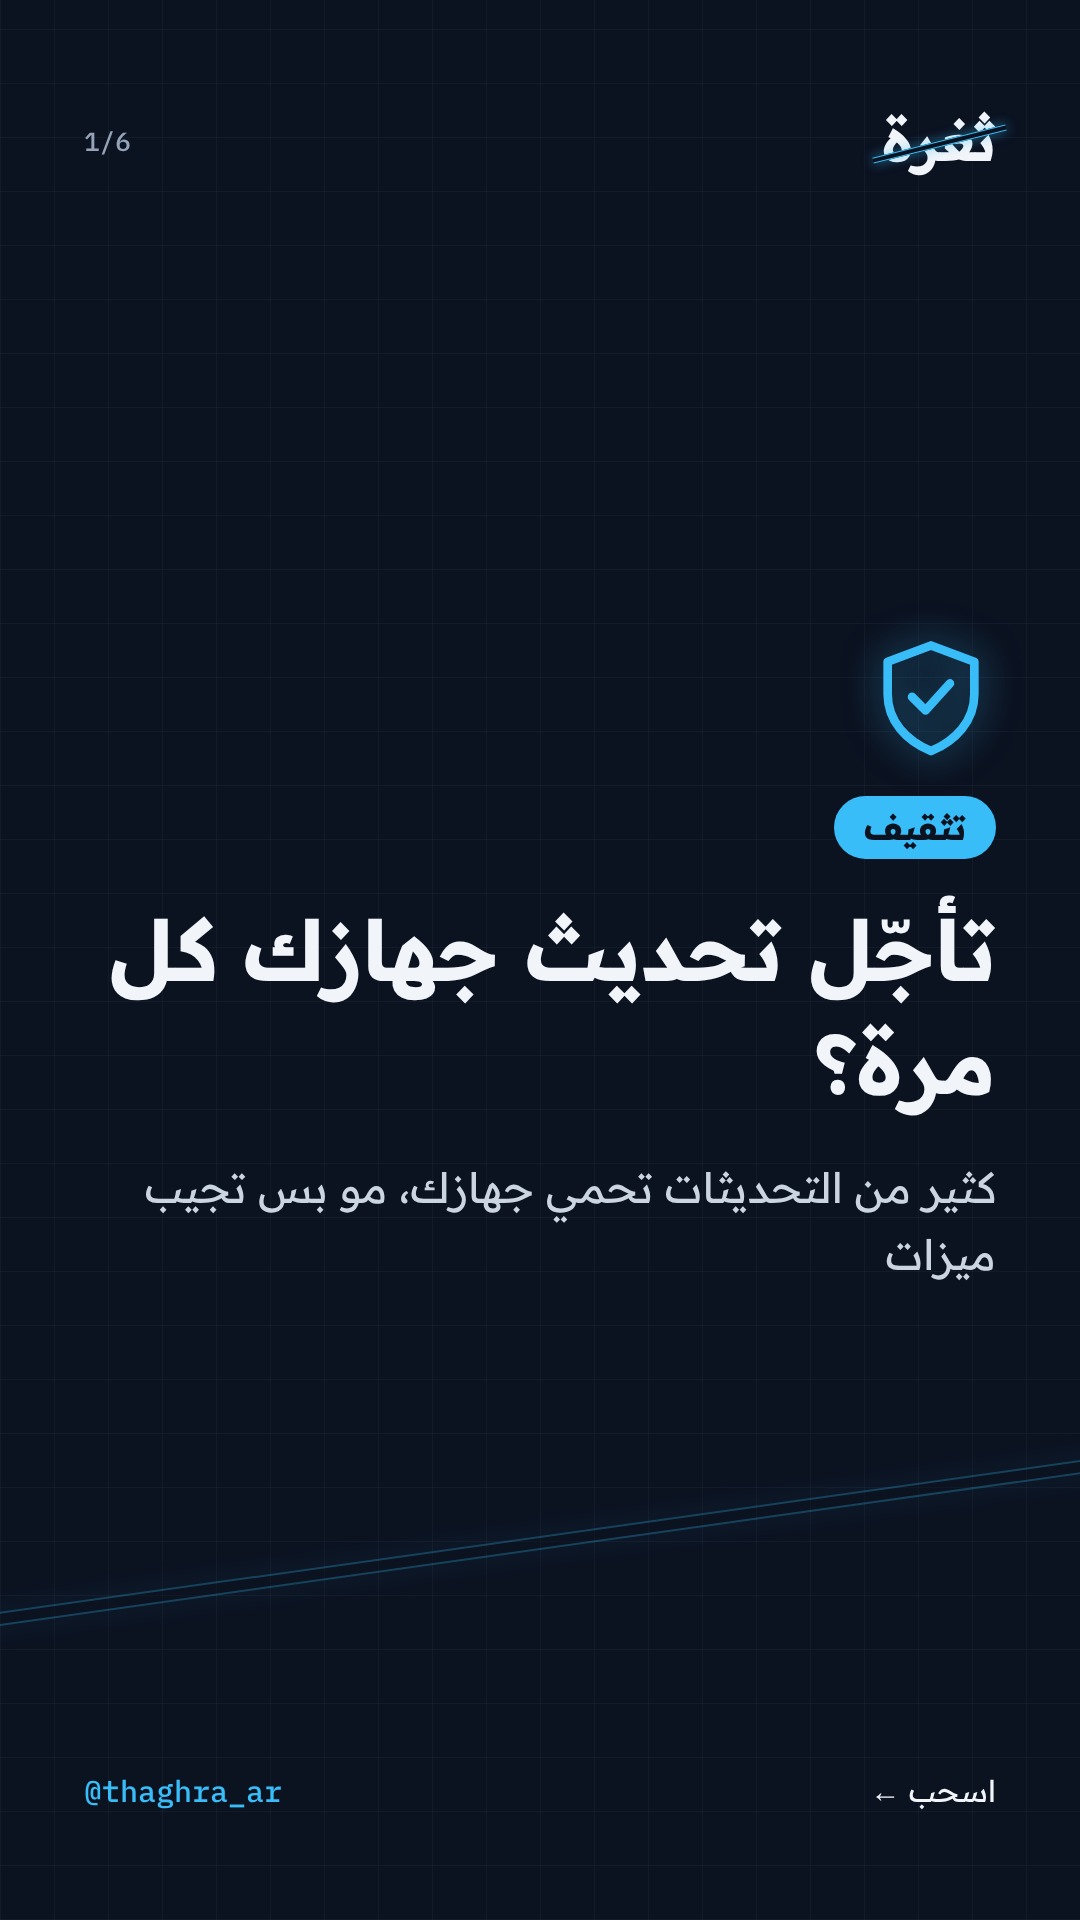 ثغرة
1/6
تثقيف
تأجّل تحديث جهازك كل
مرة؟
كثير من التحديثات تحمي جهازك، مو بس تجيب
ميزات
اسحب ←
@thaghra_ar